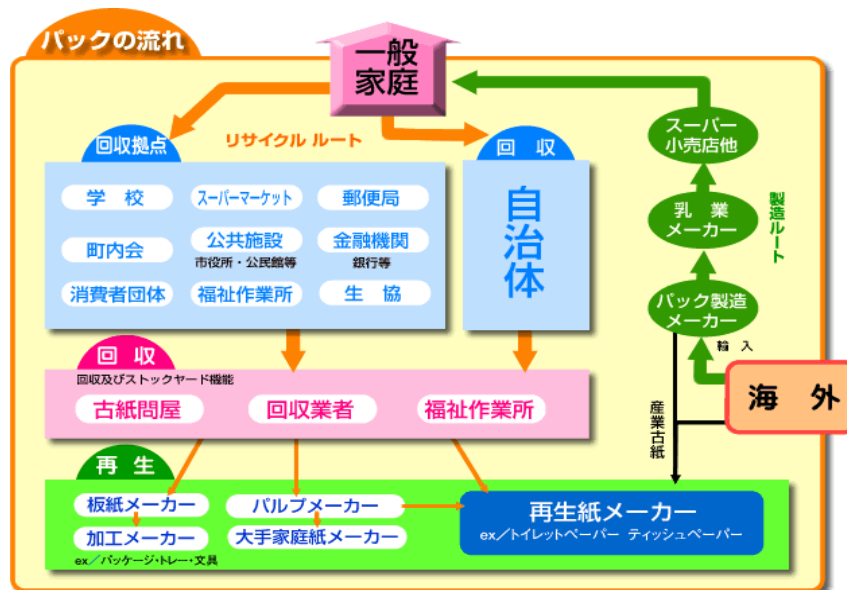 パックの流れ
一般
家庭
リサイクル ルート
回収拠点
学 校
スーパーマーケット
郵便局
町内会
公共施設
市役所・公民館等
金融機関
銀行等
消費者団体
福祉作業所
生 協
回 収
自治体
スーパー
小売店他
乳 業
メーカー
製造ルート
パック製造
メーカー
輸 入
海 外
産業古紙
回 収
回収及びストックヤード機能
古紙問屋
回収業者
福祉作業所
再 生
板紙メーカー
加工メーカー
ex／パッケージ・トレー・文具
パルプメーカー
大手家庭紙メーカー
再生紙メーカー
ex／トイレットペーパー ティッシュペーパー